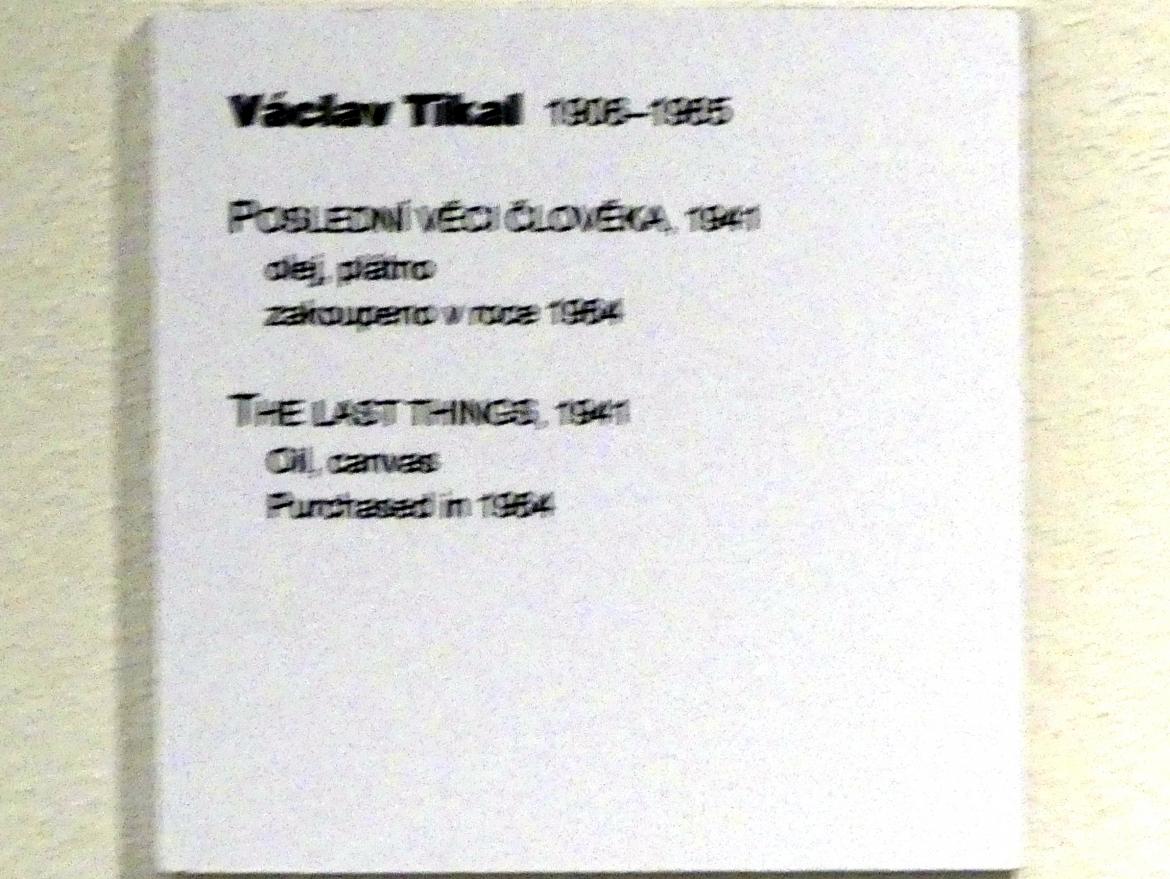 Václav Tikal 1906–1965
POSLEDNÍ VĚCI ČLOVĚKA, 1941
olej, plátno
zakoupeno v roce 1964
THE LAST THINGS, 1941
Oil, canvas
Purchased in 1964